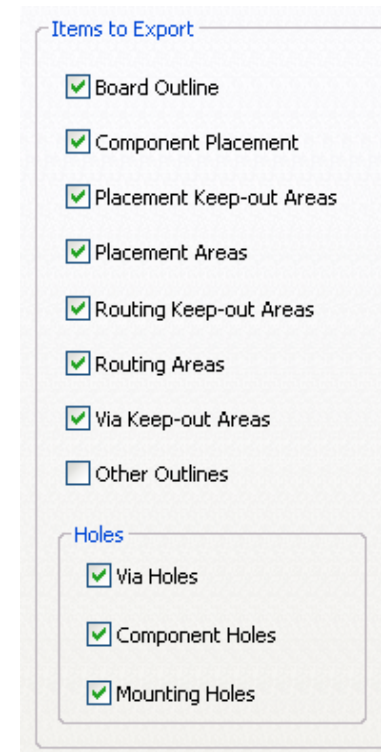 Items to Export
Board Outline
Component Placement
Placement Keep-out Areas
Placement Areas
Routing Keep-out Areas
Routing Areas
Via Keep-out Areas
Other Outlines
Holes
Via Holes
Component Holes
Mounting Holes